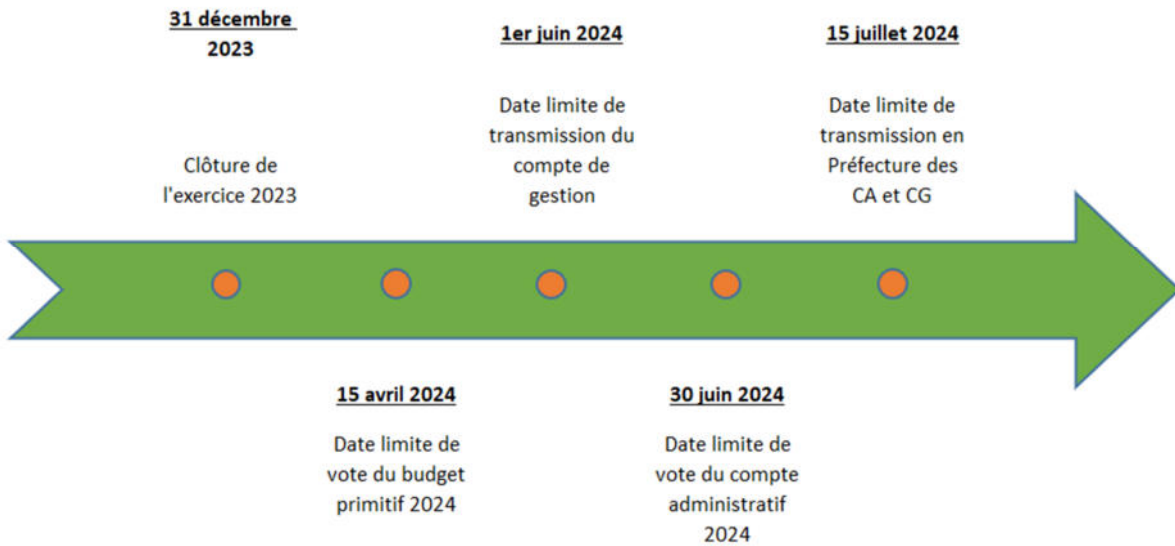 31 décembre
2023
Clôture de
l'exercice 2023
1er juin 2024
Date limite de
transmission du
compte de
gestion
15 juillet 2024
Date limite de
transmission en
Préfecture des
CA et CG
15 avril 2024
Date limite de
vote du budget
primitif 2024
30 juin 2024
Date limite de
vote du compte
administratif
2024